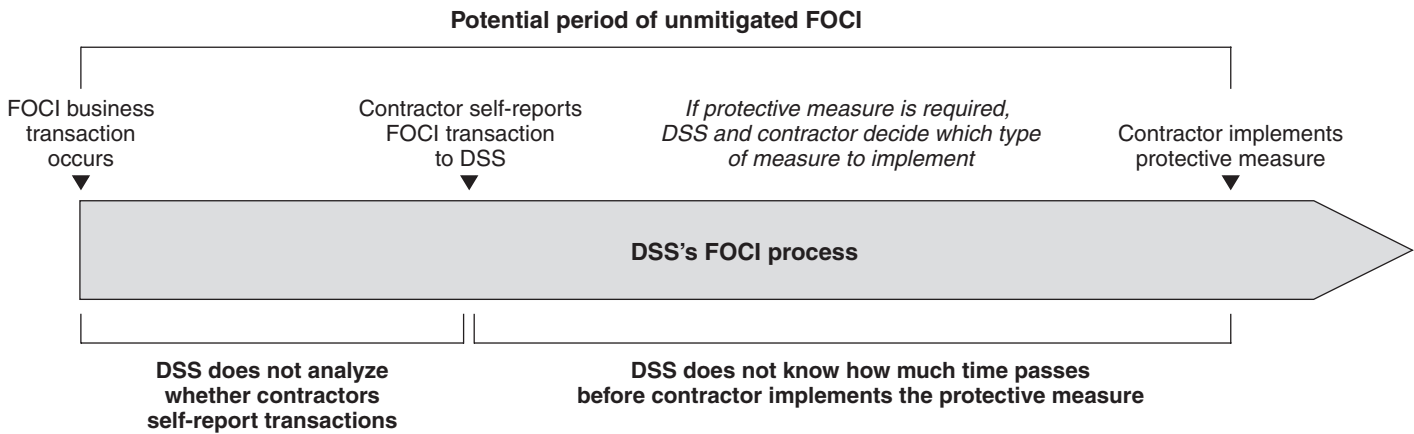 Potential period of unmitigated FOCI
FOCI business
transaction
occurs
Contractor self-reports
FOCI transaction
to DSS
If protective measure is required,
DSS and contractor decide which type
of measure to implement
Contractor implements
protective measure
DSS's FOCI process
DSS does not analyze
whether contractors
self-report transactions
DSS does not know how much time passes
before contractor implements the protective measure